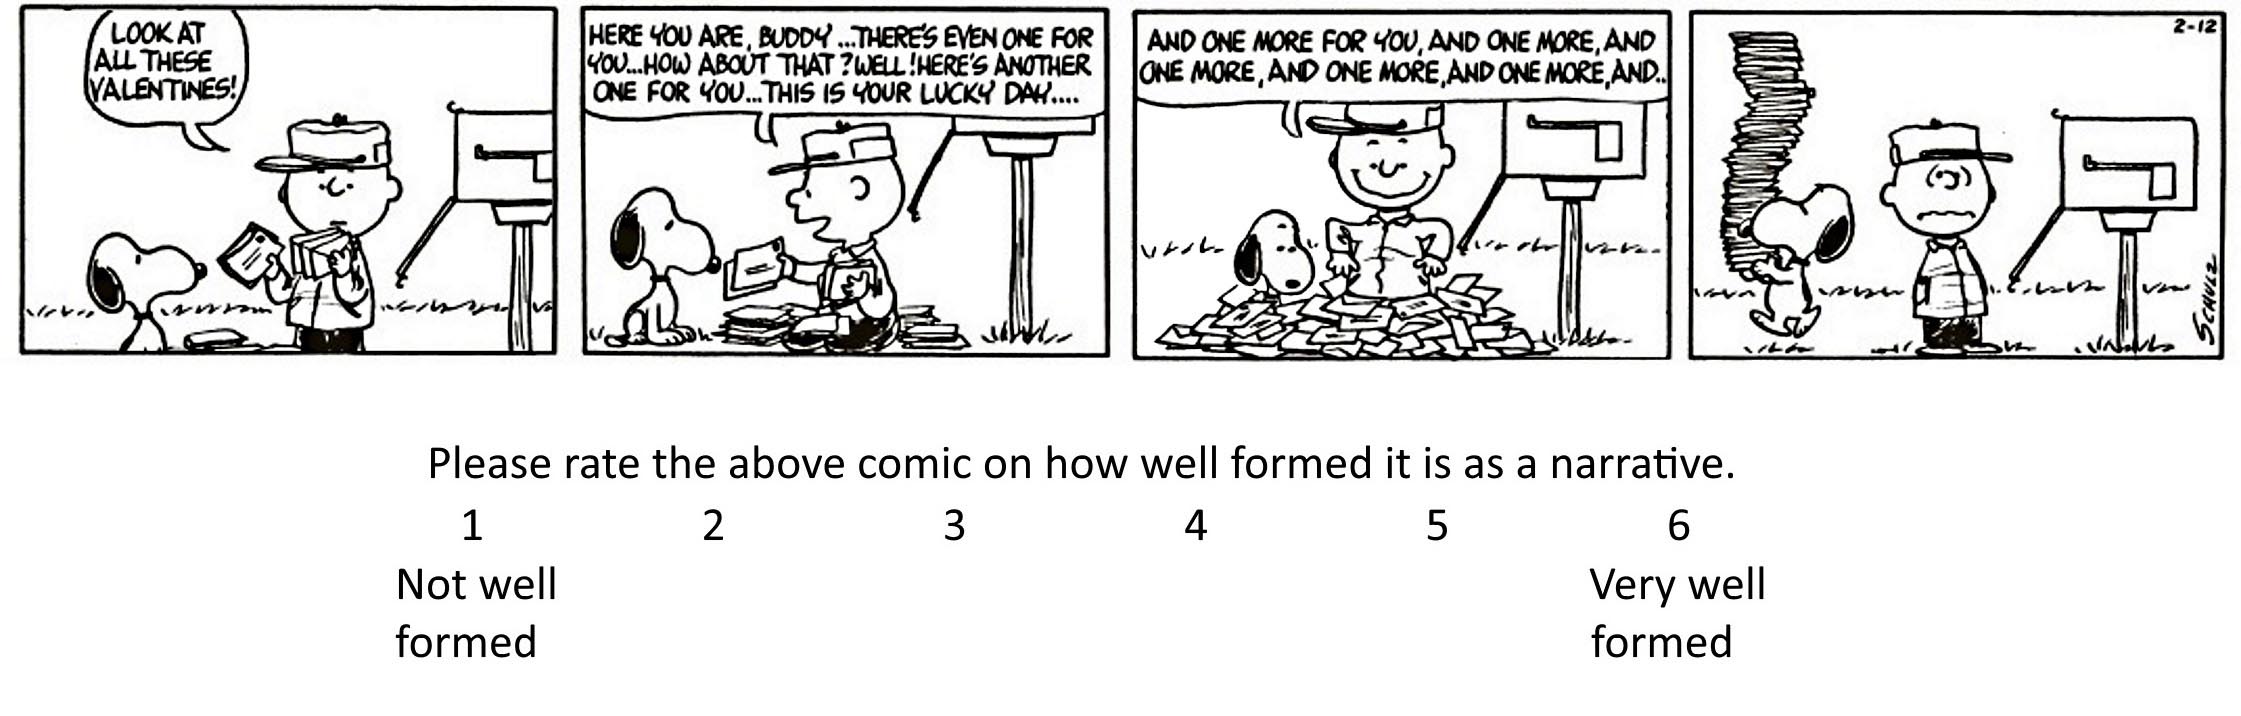 LOOK AT
ALL THESE
VALENTINES!
HERE YOU ARE, BUDDY...THERE'S EVEN ONE FOR
YOU...HOW ABOUT THAT? WELL! HERE'S ANOTHER
ONE FOR YOU...THIS IS YOUR LUCKY DAY....
AND ONE MORE FOR YOU, AND ONE MORE, AND
ONE MORE, AND ONE MORE, AND ONE MORE, AND..
2-12
SCHULZ
Please rate the above comic on how well formed it is as a narrative.
1 2 3 4 5 6
Not well Very well
formed formed